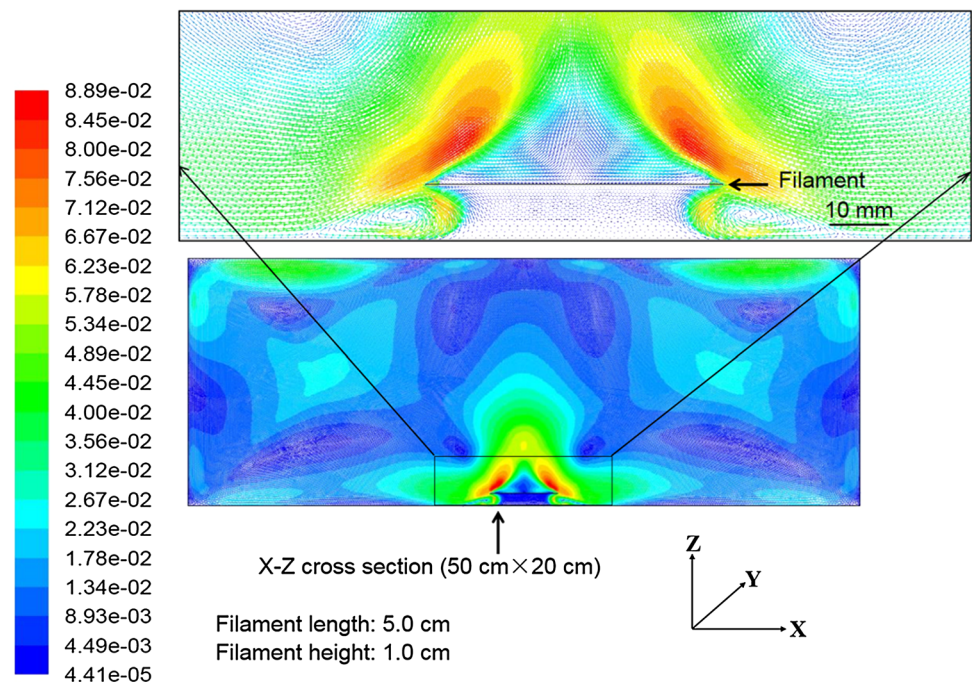 8.89e-02
8.45e-02
8.00e-02
7.56e-02
7.12e-02
6.67e-02
6.23e-02
5.78e-02
5.34e-02
4.89e-02
4.45e-02
4.00e-02
3.56e-02
3.12e-02
2.67e-02
2.23e-02
1.78e-02
1.34e-02
8.93e-03
4.49e-03
4.41e-05
Filament
10 mm
X-Z cross section (50 cm×20 cm)
Filament length: 5.0 cm
Filament height: 1.0 cm
Z
Y
X